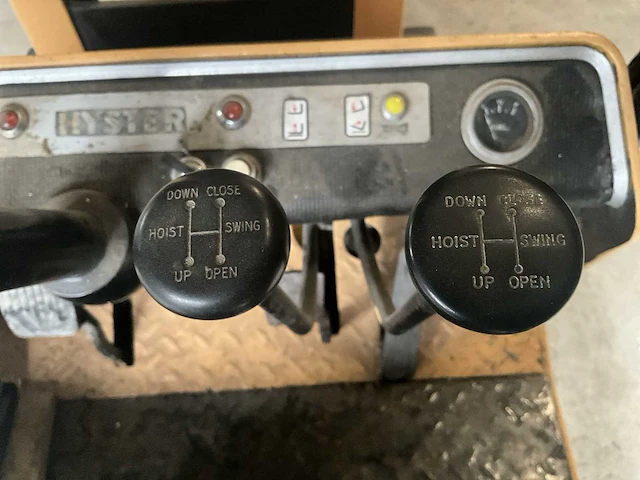 HYSTER
DOWN CLOSE
HOIST SWING
UP OPEN
DOWN CLOSE
HOIST SWING
UP OPEN